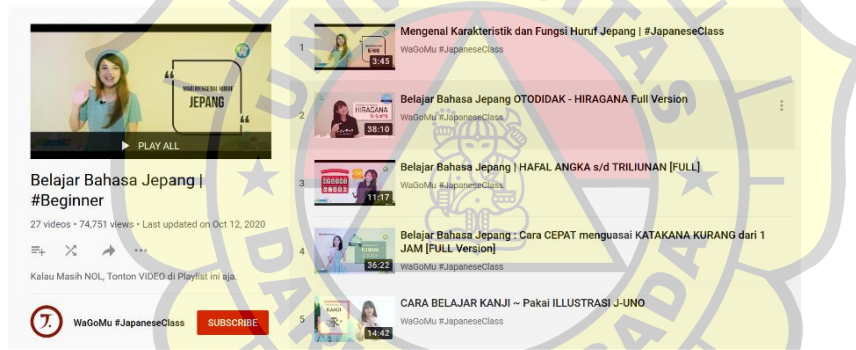 MARI MENGENAL HURUF
JEPANG
PLAY ALL
Belajar Bahasa Jepang |
#Beginner
27 videos • 74,751 views • Last updated on Oct 12, 2020
Kalau Masih NOL, Tonton VIDEO di Playlist ini aja.
WaGoMu #JapaneseClass
SUBSCRIBE
1
3:45
Mengenal Karakteristik dan Fungsi Huruf Jepang | #JapaneseClass
WaGoMu #JapaneseClass
2
HIRAGANA
38:10
Belajar Bahasa Jepang OTODIDAK - HIRAGANA Full Version
WaGoMu #JapaneseClass
3
11:17
Belajar Bahasa Jepang | HAFAL ANGKA s/d TRILIUNAN [FULL]
WaGoMu #JapaneseClass
4
36:22
Belajar Bahasa Jepang : Cara CEPAT menguasai KATAKANA KURANG dari 1
JAM [FULL Version]
WaGoMu #JapaneseClass
5
KANJI
14:42
CARA BELAJAR KANJI ~ Pakai ILLUSTRASI J-UNO
WaGoMu #JapaneseClass
UNIVERSITAS
DARMA PERSADA